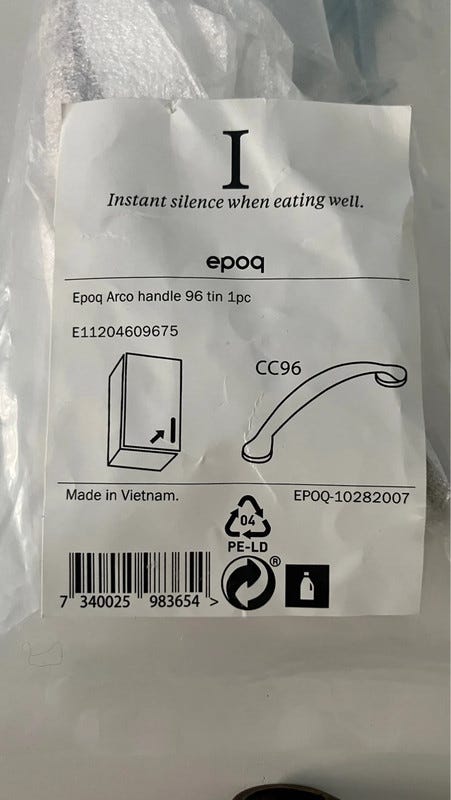 I
Instant silence when eating well.
epoq
Epoq Arco handle 96 tin 1pc
E11204609675
CC96
Made in Vietnam.
EPOQ-10282007
04
PE-LD
®
7 340025 983654 >